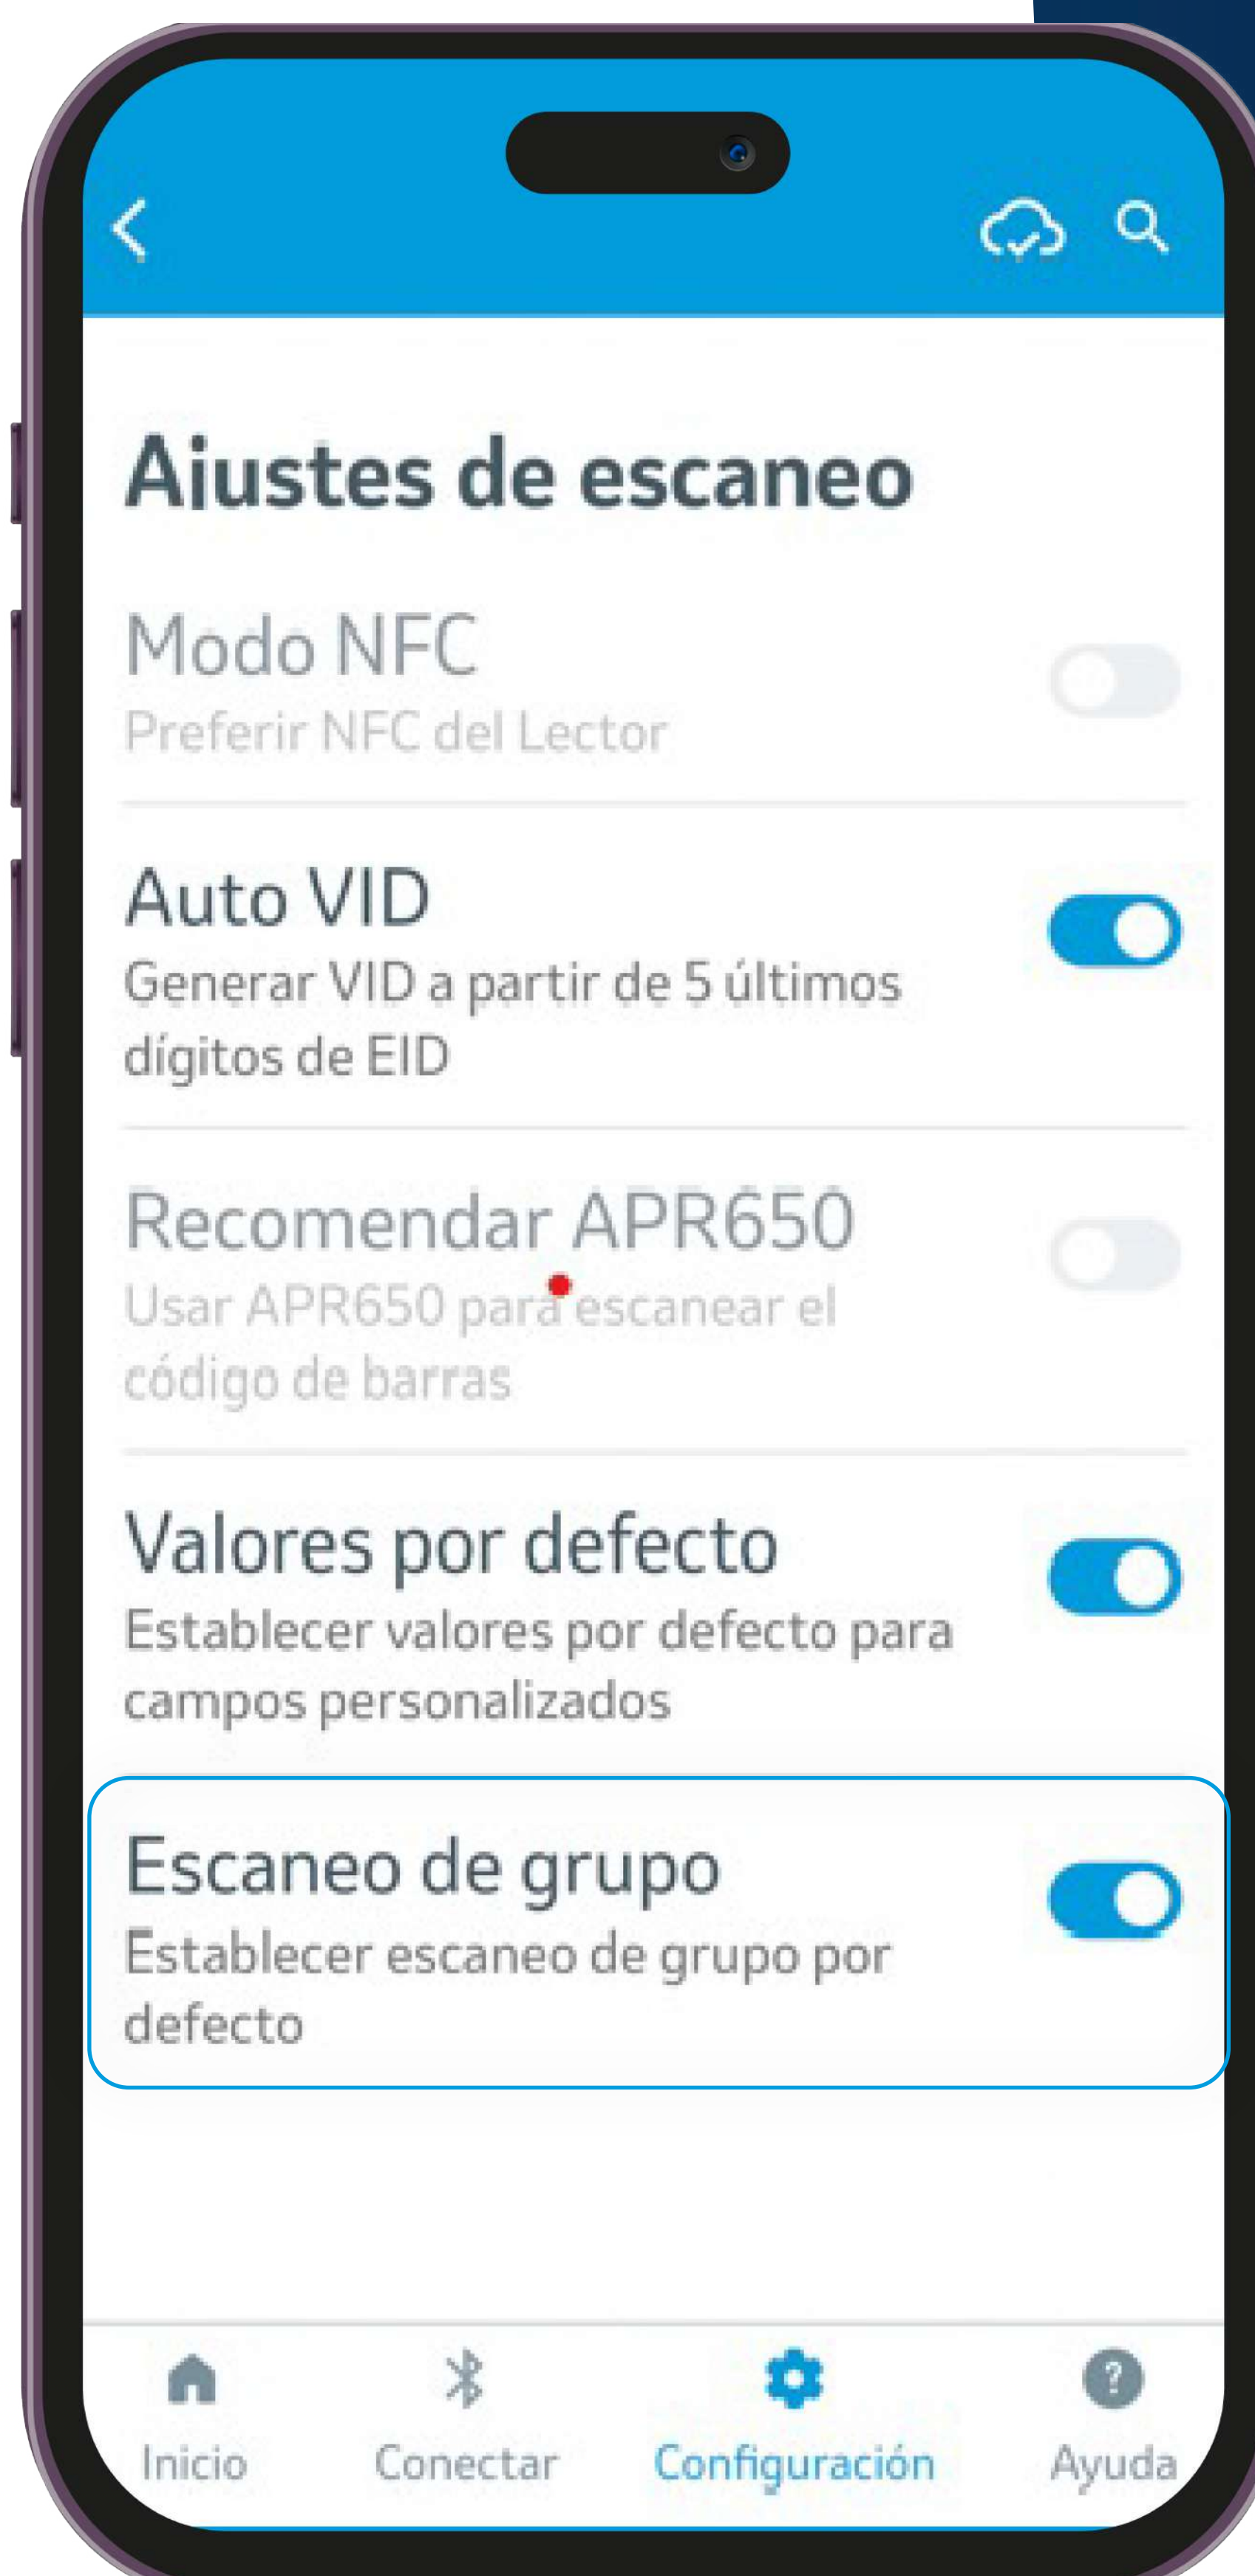 Ajustes de escaneo
Modo NFC
Preferir NFC del Lector
Auto VID
Generar VID a partir de 5 últimos
dígitos de EID
Recomendar APR650
Usar APR650 para escanear el
código de barras
Valores por defecto
Establecer valores por defecto para
campos personalizados
Escaneo de grupo
Establecer escaneo de grupo por
defecto
Inicio
Conectar
Configuración
Ayuda